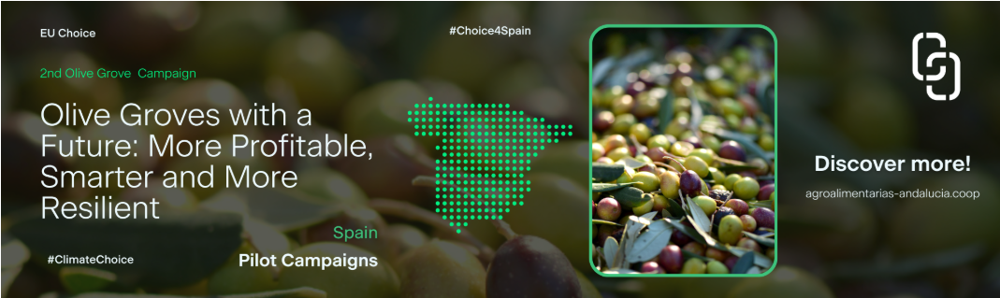 EU Choice
#Choice4Spain
2nd Olive Grove Campaign
Olive Groves with a
Future: More Profitable,
Smarter and More
Resilient
Spain
Pilot Campaigns
#ClimateChoice
Discover more!
agroalimentarias-andalucia.coop